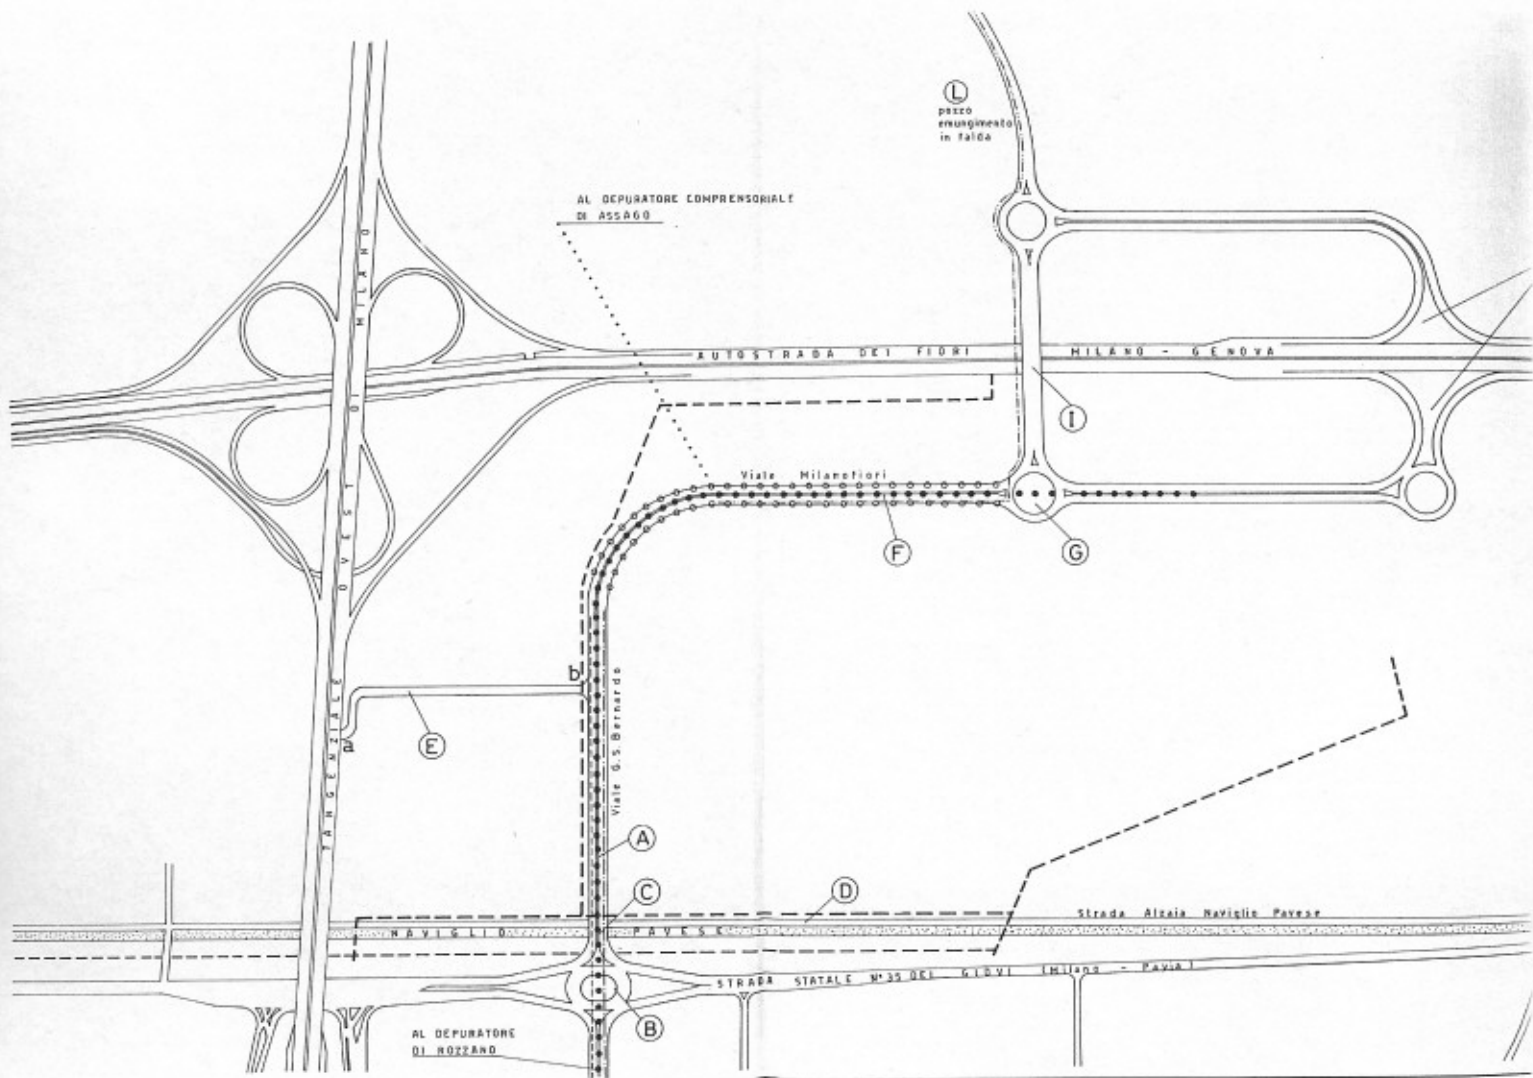 L
pozzo
emungimento
in falda
AL DEPURATORE COMPRENSORIALE
DI ASSAGO
AUTOSTRADA DEI FIORI MILANO - GENOVA
I
Viale Milanofiori
F
G
TANGENZIALE OVEST DI MILANO
b
a
E
Viale G.S.Bernardo
A
C
D
Strada Alzaia Naviglio Pavese
NAVIGLIO PAVESE
STRADA STATALE N°35 DEI GIOVI (Milano - Pavia)
B
AL DEPURATORE
DI ROZZANO